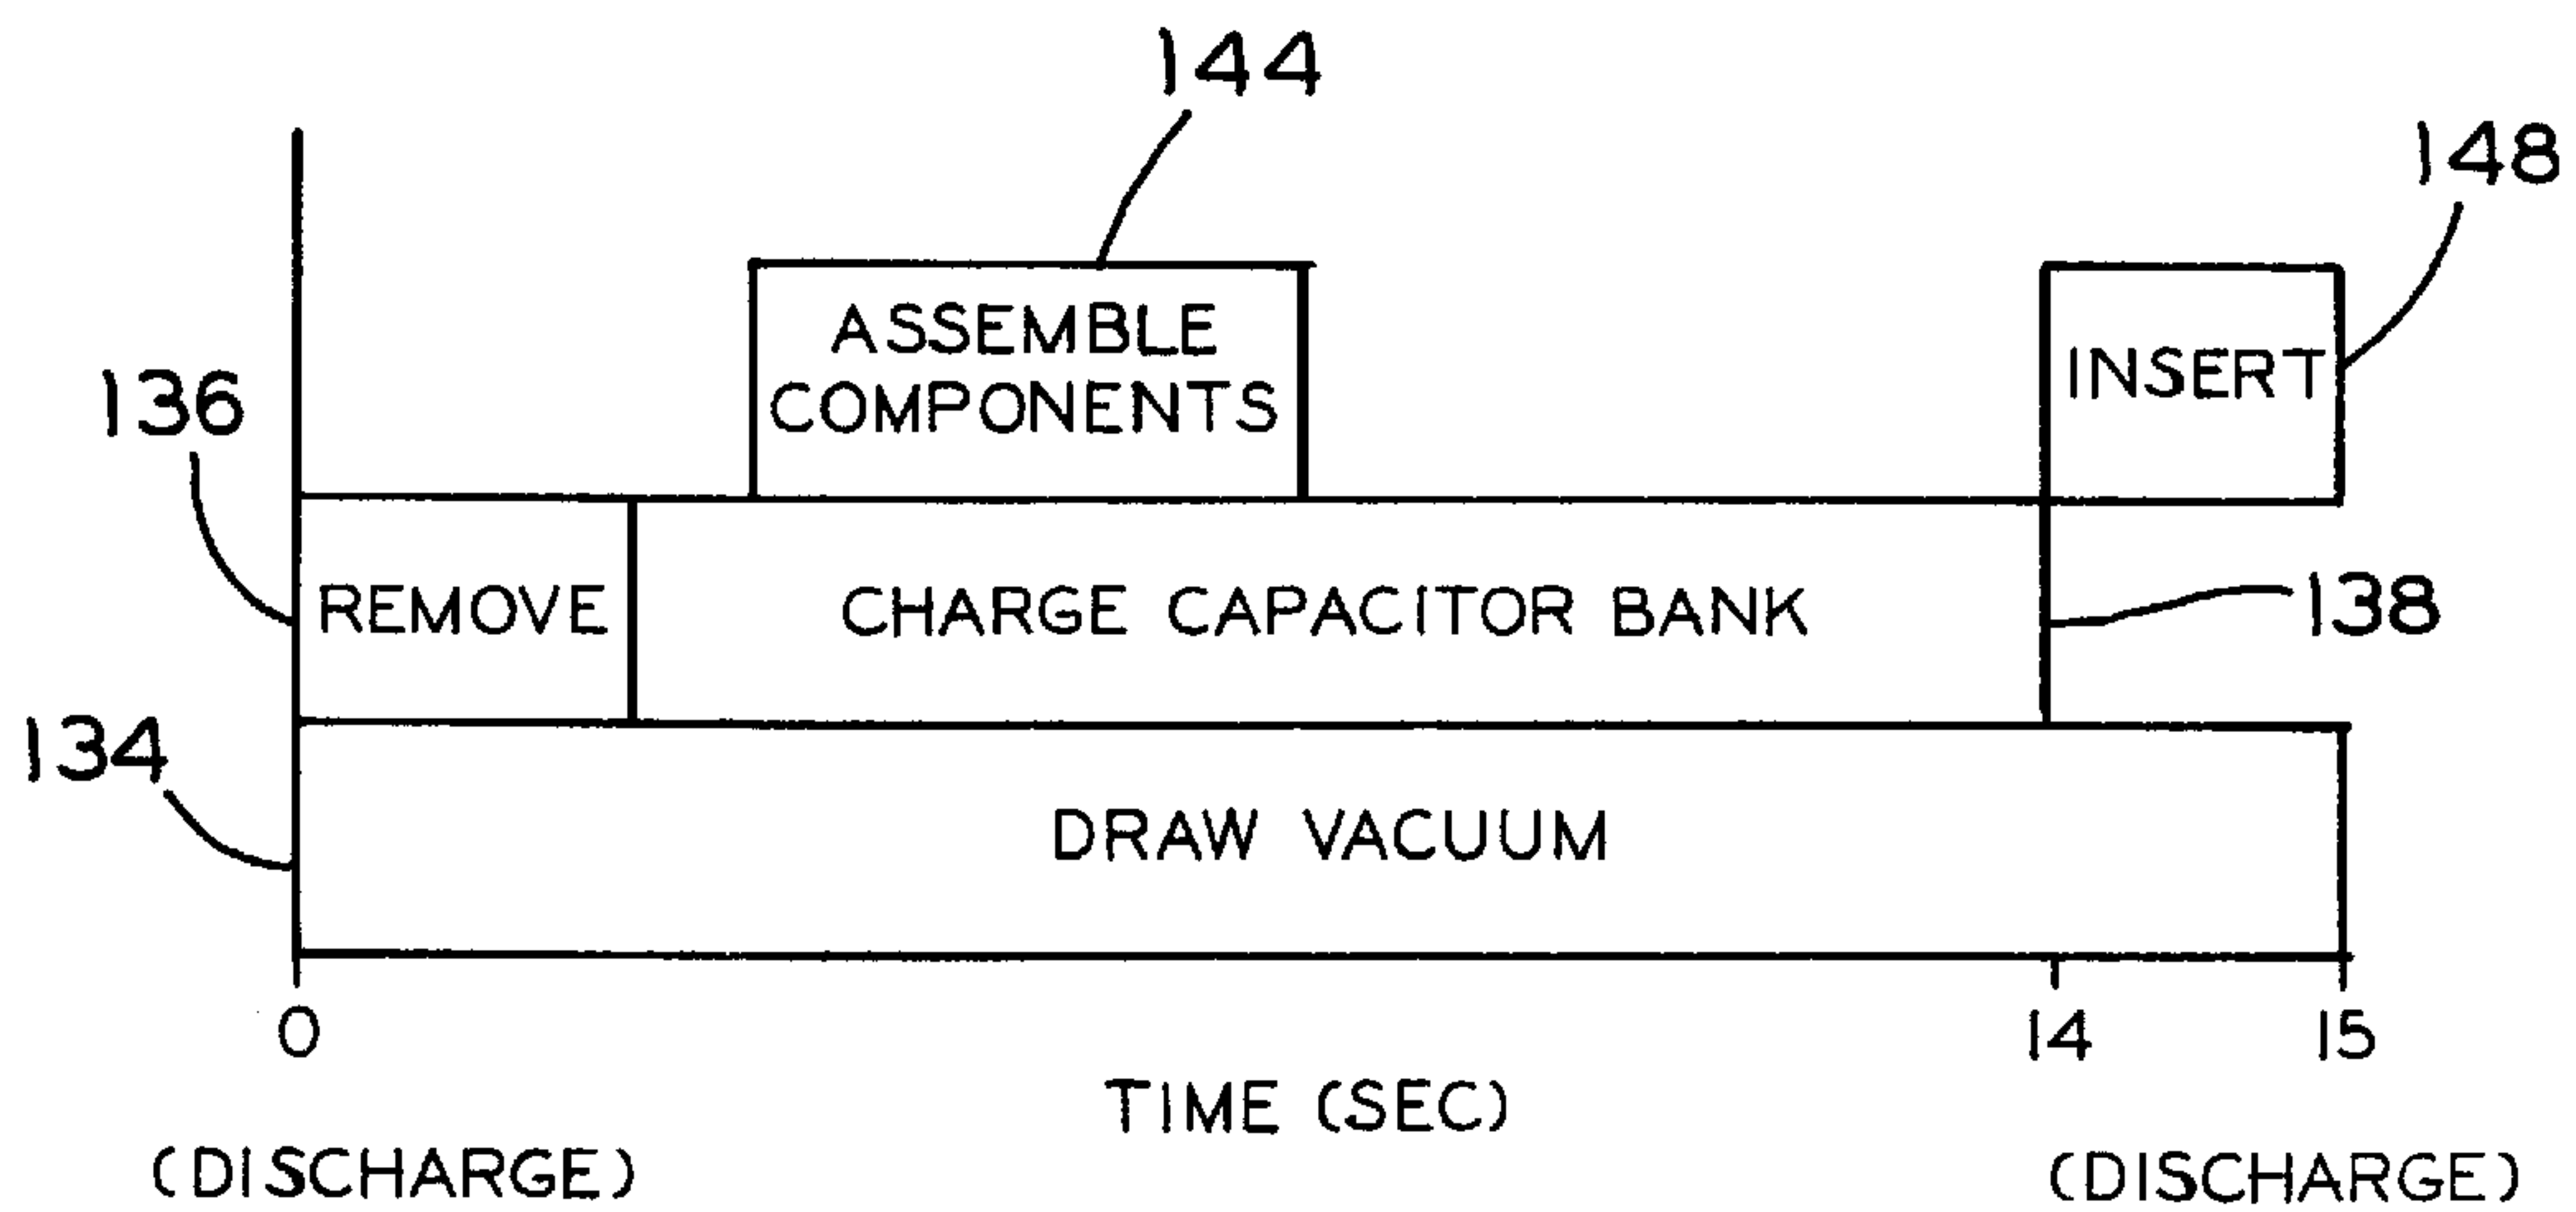 144
148
ASSEMBLE
COMPONENTS
INSERT
136
REMOVE
CHARGE CAPACITOR BANK
138
134
DRAW VACUUM
0
14
15
TIME (SEC)
(DISCHARGE)
(DISCHARGE)